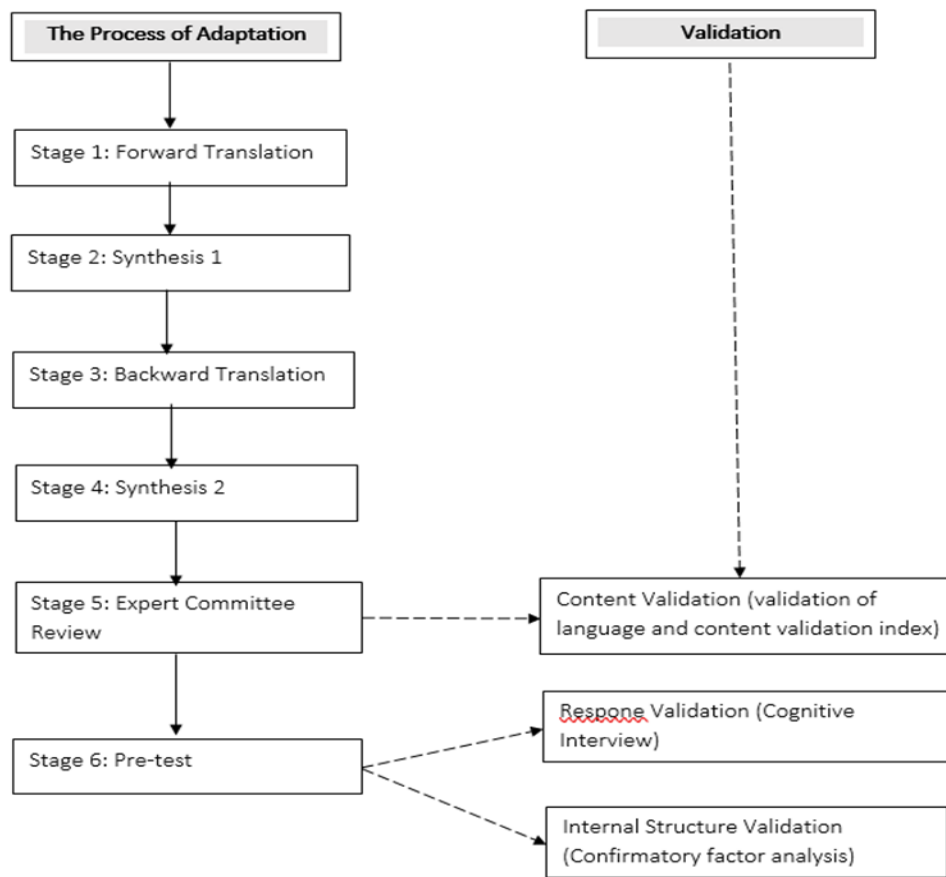 The Process of Adaptation
Validation
Stage 1: Forward Translation
Stage 2: Synthesis 1
Stage 3: Backward Translation
Stage 4: Synthesis 2
Stage 5: Expert Committee
Review
Content Validation (validation of
language and content validation index)
Stage 6: Pre-test
Respone Validation (Cognitive
Interview)
Internal Structure Validation
(Confirmatory factor analysis)